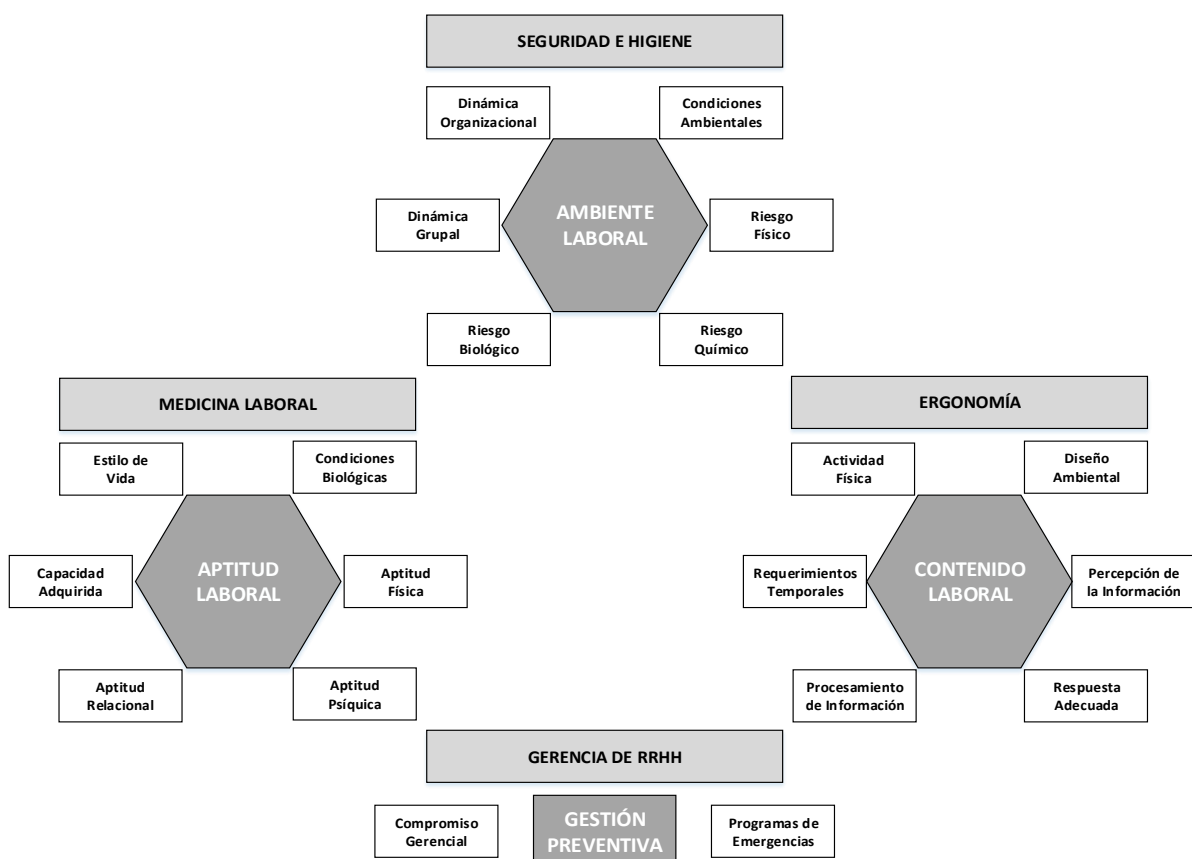 SEGURIDAD E HIGIENE
Dinámica
Organizacional
Condiciones
Ambientales
Dinámica
Grupal
AMBIENTE
LABORAL
Riesgo
Físico
Riesgo
Biológico
Riesgo
Químico
MEDICINA LABORAL
Estilo de
Vida
Condiciones
Biológicas
Capacidad
Adquirida
APTITUD
LABORAL
Aptitud
Física
Aptitud
Relacional
Aptitud
Psíquica
ERGONOMÍA
Actividad
Física
Diseño
Ambiental
Requerimientos
Temporales
CONTENIDO
LABORAL
Percepción de
la Información
Procesamiento
de Información
Respuesta
Adecuada
GERENCIA DE RRHH
Compromiso
Gerencial
GESTIÓN
PREVENTIVA
Programas de
Emergencias